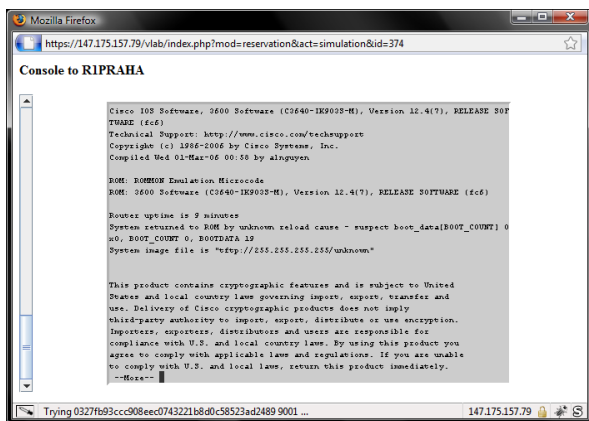 Mozilla Firefox
https://147.175.157.79/vlab/index.php?mod=reservation&act=simulation&id=374
Console to R1PRAHA
Cisco IOS Software, 3600 Software (C3640-IK9O3S-M), Version 12.4(7), RELEASE SOF
TWARE (fc6)
Technical Support: http://www.cisco.com/techsupport
Copyright (c) 1986-2006 by Cisco Systems, Inc.
Compiled Wed 01-Mar-06 00:58 by alnguyen
ROM: ROMMON Emulation Microcode
ROM: 3600 Software (C3640-IK9O3S-M), Version 12.4(7), RELEASE SOFTWARE (fc6)
Router uptime is 9 minutes
System returned to ROM by unknown reload cause - suspect boot_data[BOOT_COUNT] 0
x0, BOOT_COUNT 0, BOOTDATA 19
System image file is "tftp://255.255.255.255/unknown"
This product contains cryptographic features and is subject to United
States and local country laws governing import, export, transfer and
use. Delivery of Cisco cryptographic products does not imply
third-party authority to import, export, distribute or use encryption.
Importers, exporters, distributors and users are responsible for
compliance with U.S. and local country laws. By using this product you
agree to comply with applicable laws and regulations. If you are unable
to comply with U.S. and local laws, return this product immediately.
--More--
Trying 0327fb93ccc908eec0743221b8d0c58523ad2489 9001 ...
147.175.157.79